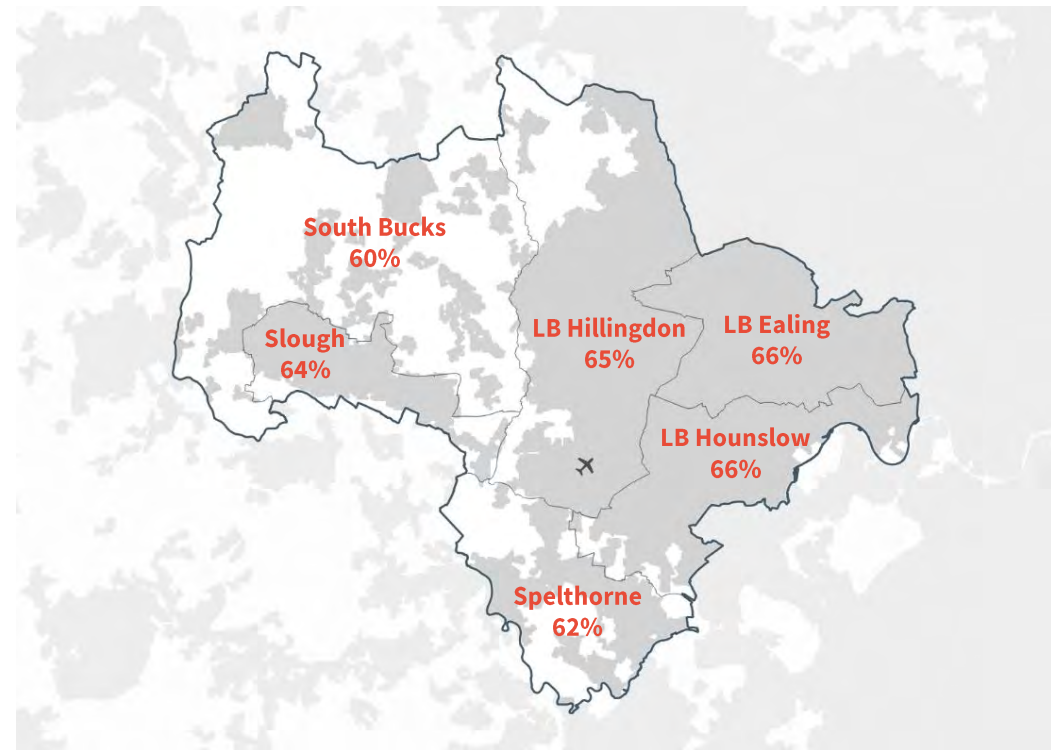 South Bucks
60%
LB Hillingdon
65%
LB Ealing
66%
Slough
64%
LB Hounslow
66%
Spelthorne
62%